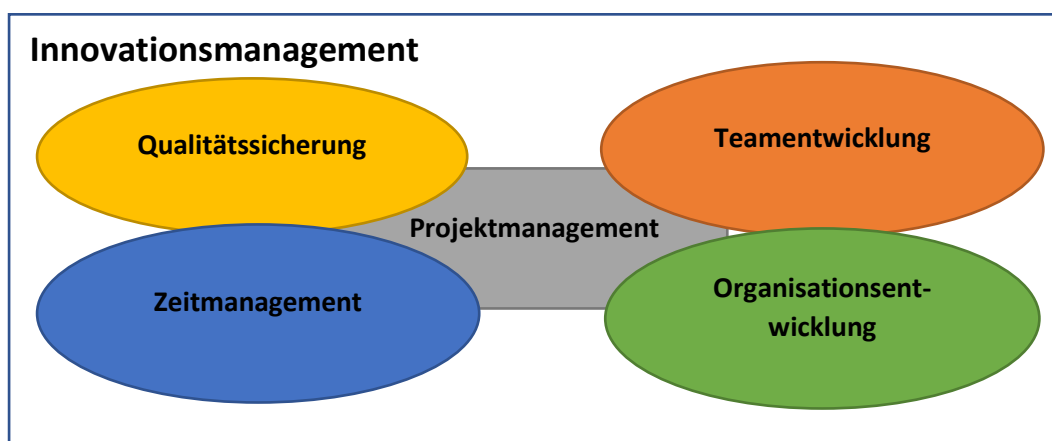 Innovationsmanagement
Qualitätssicherung
Teamentwicklung
Projektmanagement
Zeitmanagement
Organisationsent-
wicklung